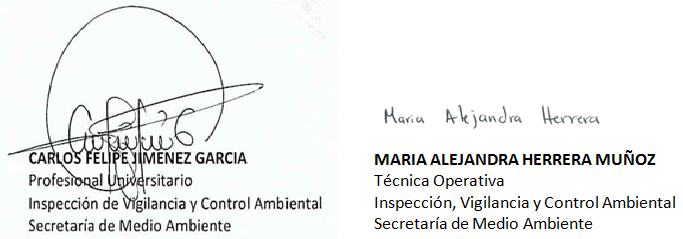 CARLOS FELIPE JIMENEZ GARCIA
Profesional Universitario
Inspección de Vigilancia y Control Ambiental
Secretaría de Medio Ambiente
Maria Alejandra Herrera
MARIA ALEJANDRA HERRERA MUÑOZ
Técnica Operativa
Inspección, Vigilancia y Control Ambiental
Secretaría de Medio Ambiente